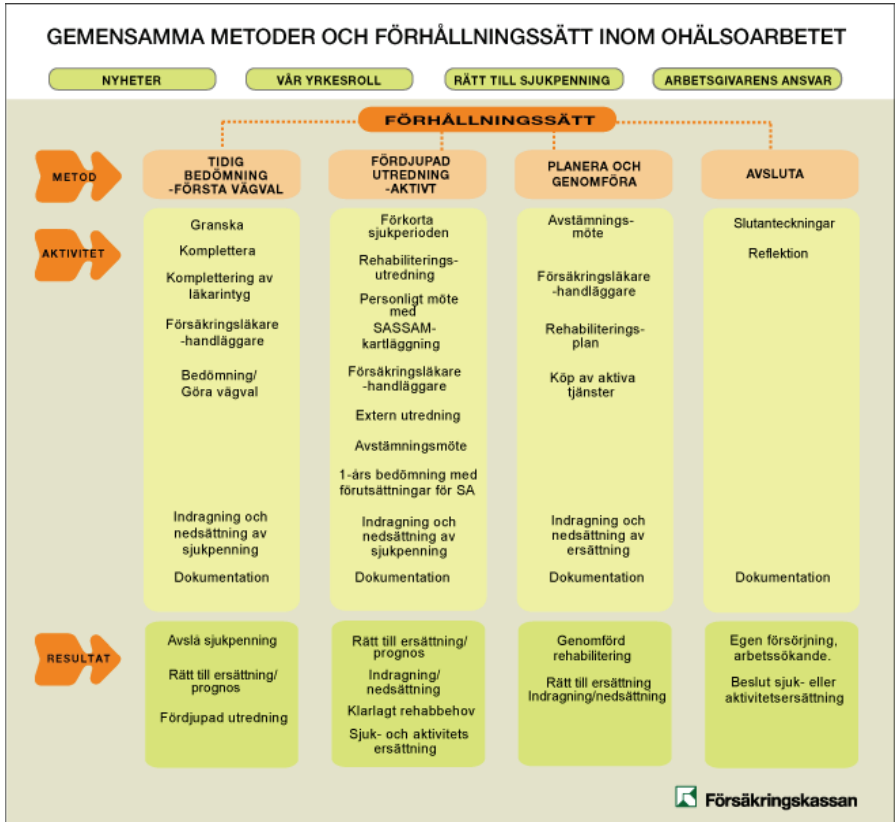 GEMENSAMMA METODER OCH FÖRHÅLLNINGSSÄTT INOM OHÄLSOARBETET
NYHETER
VÅR YRKESROLL
RÄTT TILL SJUKPENNING
ARBETSGIVARENS ANSVAR
FÖRHÅLLNINGSSÄTT
METOD
TIDIG
BEDÖMNING
-FÖRSTA VÄGVAL
FÖRDJUPAD
UTREDNING
-AKTIVT
PLANERA OCH
GENOMFÖRA
AVSLUTA
AKTIVITET
Granska
Komplettera
Komplettering av
läkarintyg
Försäkringsläkare
-handläggare
Bedömning/
Göra vägval
Indragning och
nedsättning av
sjukpenning
Dokumentation
Förkorta
sjukperioden
Rehabiliterings-
utredning
Personligt möte
med
SASSAM-
kartläggning
Försäkringsläkare
-handläggare
Extern utredning
Avstämningsmöte
1-års bedömning med
förutsättningar för SA
Indragning och
nedsättning av
sjukpenning
Dokumentation
Avstämnings-
möte
Försäkringsläkare
-handläggare
Rehabiliterings-
plan
Köp av aktiva
tjänster
Indragning och
nedsättning av
ersättning
Dokumentation
Slutanteckningar
Reflektion
Dokumentation
RESULTAT
Avslå sjukpenning
Rätt till ersättning/
prognos
Fördjupad utredning
Rätt till ersättning/
prognos
Indragning/
nedsättning
Klarlagt rehabbehov
Sjuk- och aktivitets
ersättning
Genomförd
rehabilitering
Rätt till ersättning
Indragning/nedsättning
Egen försörjning,
arbetssökande.
Beslut sjuk- eller
aktivitetsersättning
Försäkringskassan